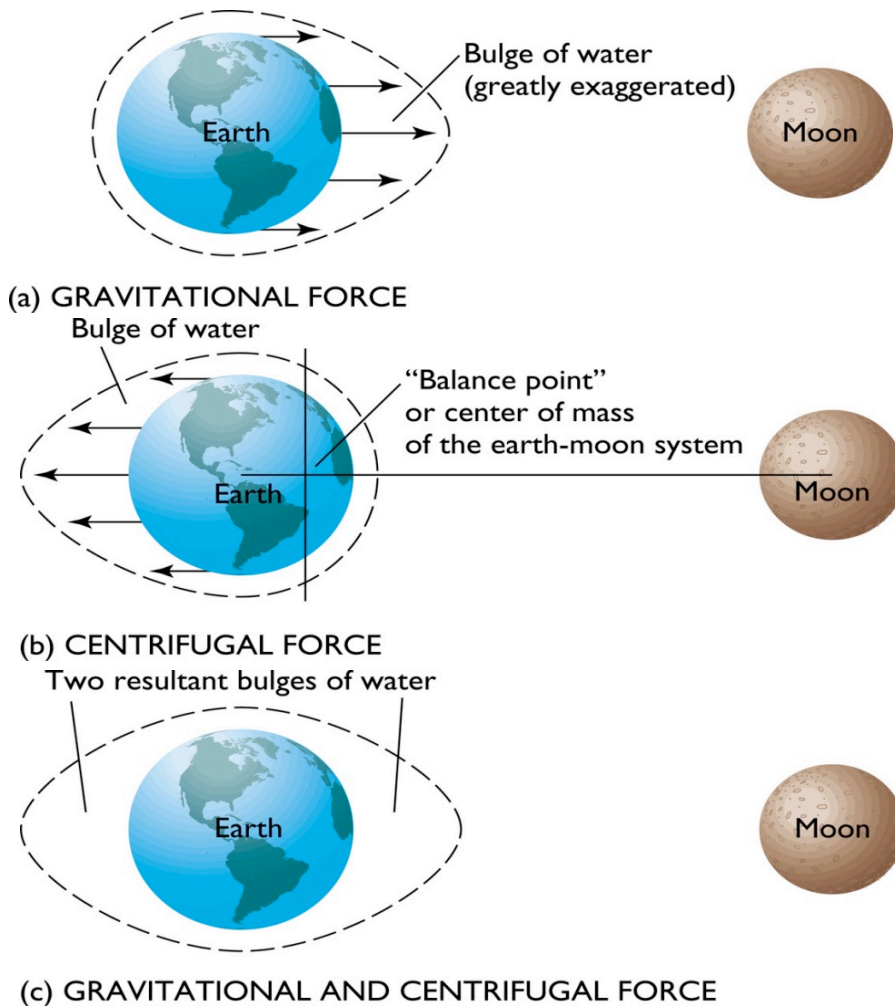 Bulge of water
(greatly exaggerated)
Earth
Moon
(a) GRAVITATIONAL FORCE
Bulge of water
“Balance point”
or center of mass
of the earth-moon system
Earth
Moon
(b) CENTRIFUGAL FORCE
Two resultant bulges of water
Earth
Moon
(c) GRAVITATIONAL AND CENTRIFUGAL FORCE